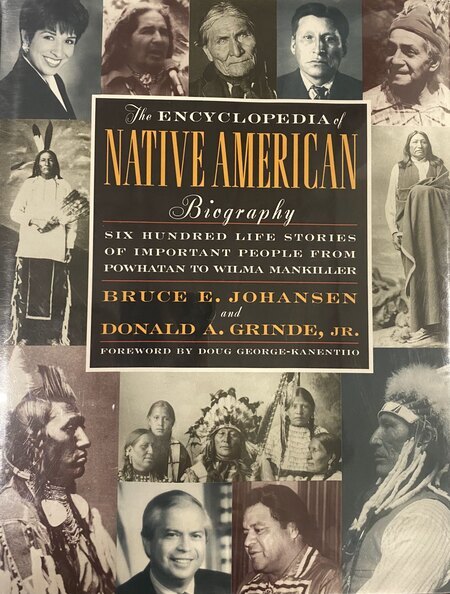 The ENCYCLOPEDIA of
NATIVE AMERICAN
Biography
SIX HUNDRED LIFE STORIES
OF IMPORTANT PEOPLE FROM
POWHATAN TO WILMA MANKILLER
BRUCE E. JOHANSEN
and
DONALD A. GRINDE, JR.
FOREWORD BY DOUG GEORGE-KANENTIIO